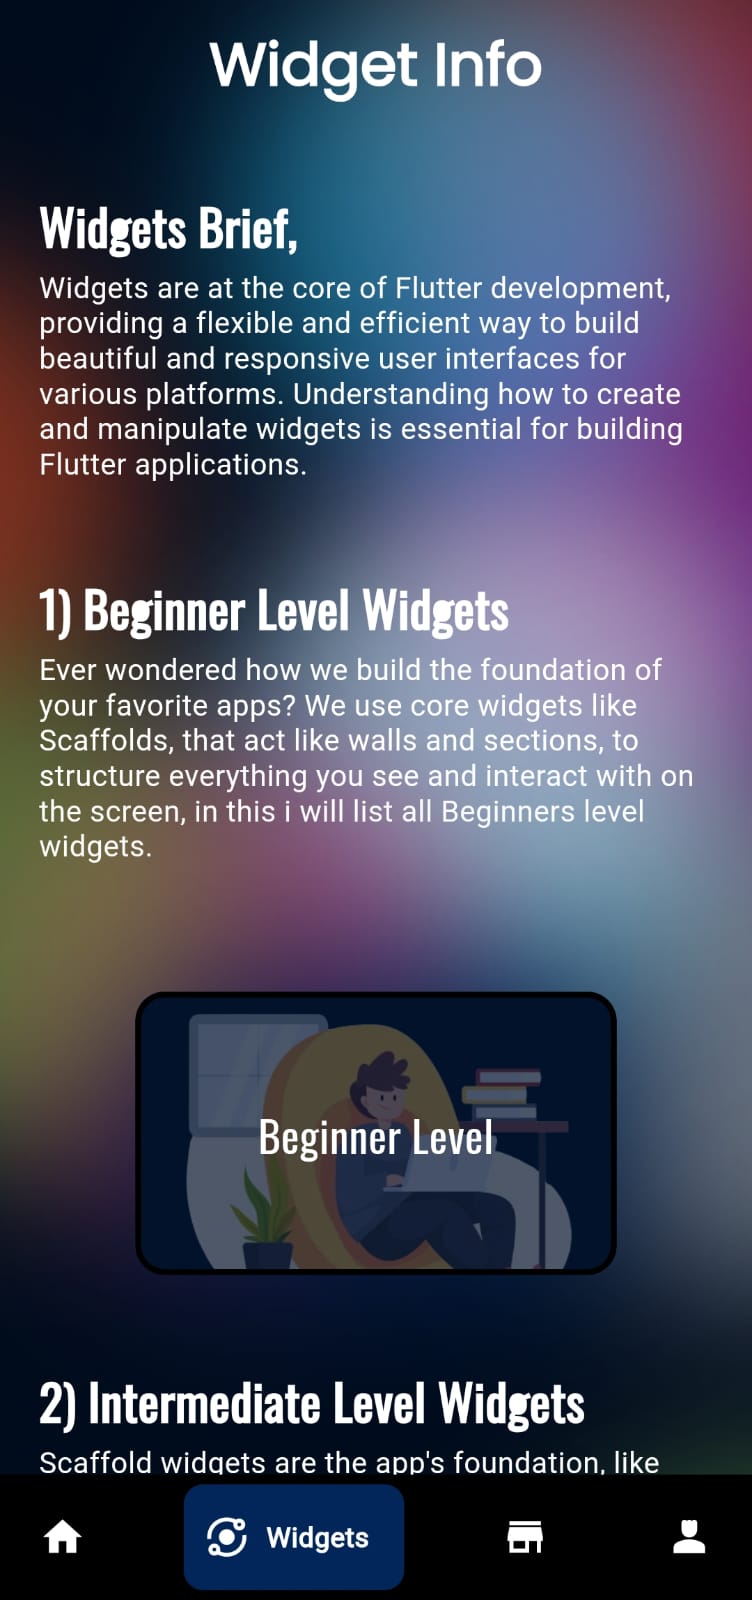 Widget Info
Widgets Brief,
Widgets are at the core of Flutter development,
providing a flexible and efficient way to build
beautiful and responsive user interfaces for
various platforms. Understanding how to create
and manipulate widgets is essential for building
Flutter applications.
1) Beginner Level Widgets
Ever wondered how we build the foundation of
your favorite apps? We use core widgets like
Scaffolds, that act like walls and sections, to
structure everything you see and interact with on
the screen, in this i will list all Beginners level
widgets.
Beginner Level
2) Intermediate Level Widgets
Scaffold widgets are the app's foundation, like
Widgets